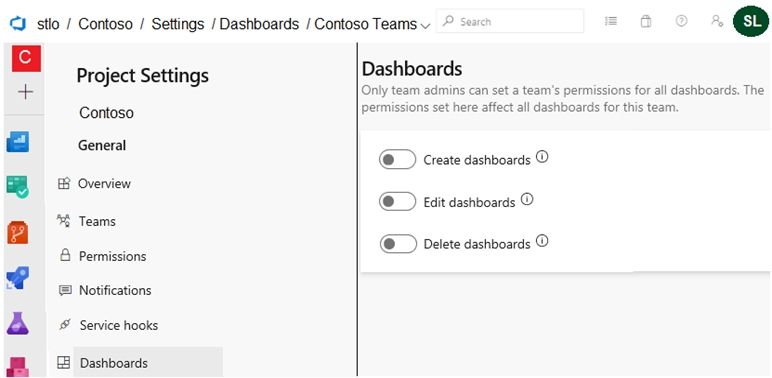 stlo / Contoso / Settings / Dashboards / Contoso Teams
Search
SL
C
Project Settings
Contoso
General
Overview
Teams
Permissions
Notifications
Service hooks
Dashboards
Dashboards
Only team admins can set a team's permissions for all dashboards. The
permissions set here affect all dashboards for this team.
Create dashboards
Edit dashboards
Delete dashboards